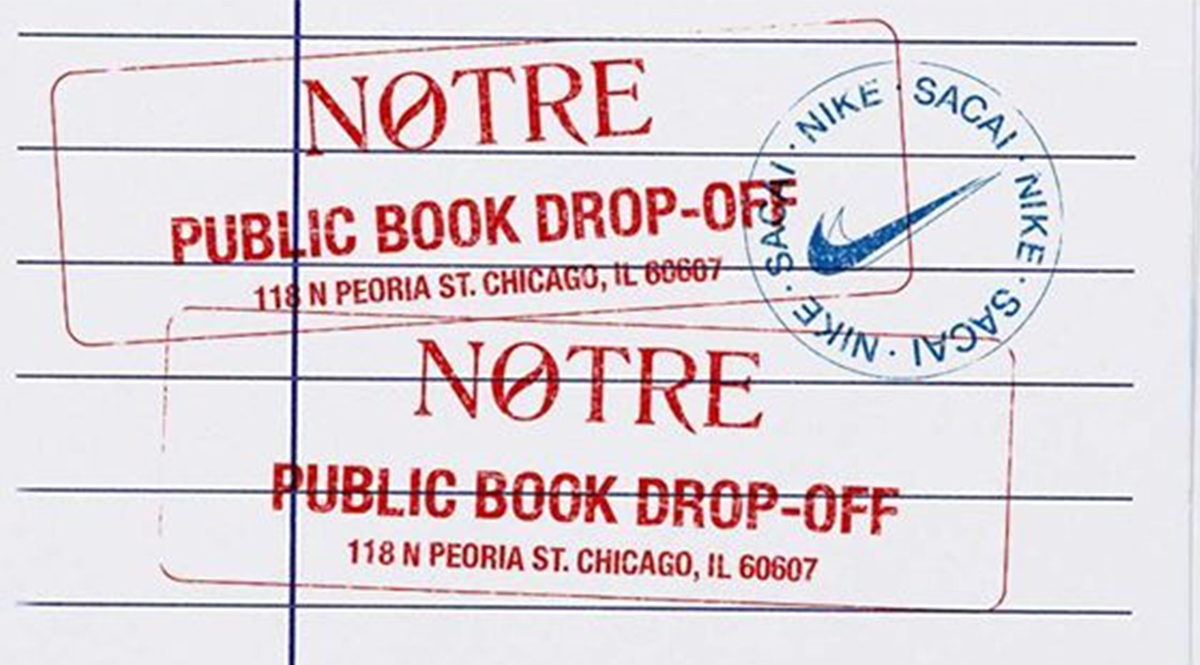 NØTRE
PUBLIC BOOK DROP-OFF
118 N PEORIA ST. CHICAGO, IL 60607
NIKE · SACAI · NIKE · SACAI · NIKE · SACAI ·
NØTRE
PUBLIC BOOK DROP-OFF
118 N PEORIA ST. CHICAGO, IL 60607